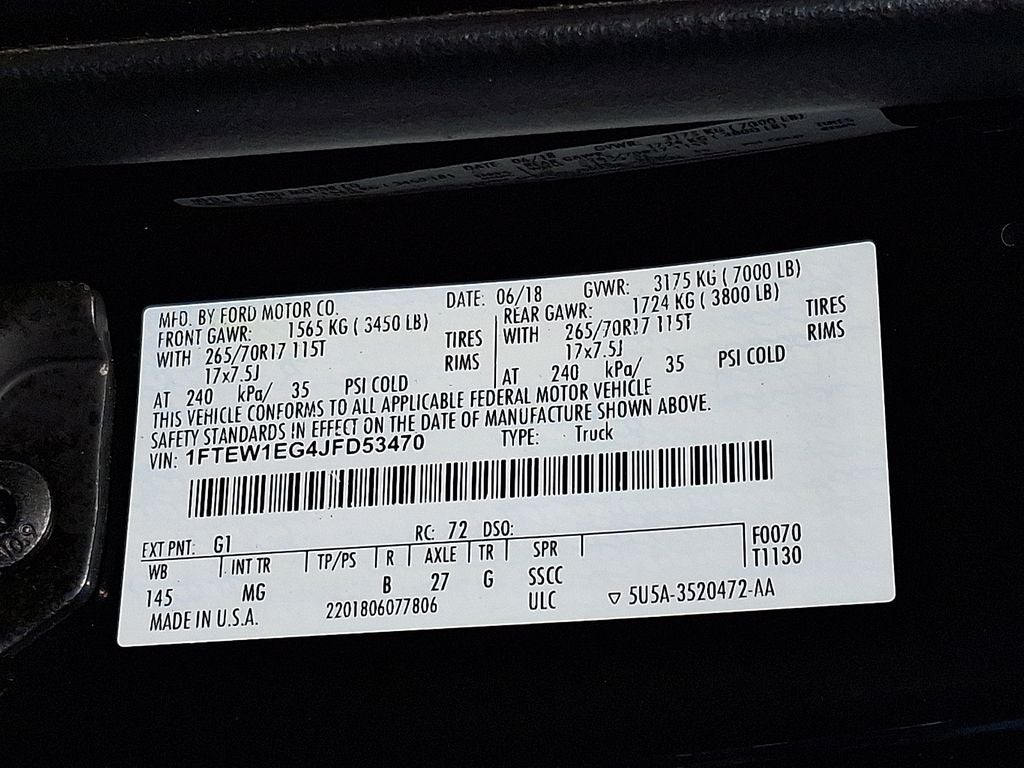 MFD. BY FORD MOTOR CO. DATE: 06/18 GVWR: 3175 KG ( 7000 LB)
FRONT GAWR: 1565 KG ( 3450 LB) REAR GAWR: 1724 KG ( 3800 LB)
WITH 265/70R17 115T TIRES WITH 265/70R17 115T TIRES
17x7.5J RIMS 17x7.5J RIMS
AT 240 kPa/ 35 PSI COLD AT 240 kPa/ 35 PSI COLD
THIS VEHICLE CONFORMS TO ALL APPLICABLE FEDERAL MOTOR VEHICLE
SAFETY STANDARDS IN EFFECT ON THE DATE OF MANUFACTURE SHOWN ABOVE.
VIN: 1FTEW1EG4JFD53470 TYPE: Truck
EXT PNT: G1 RC: 72 DSO: F0070
WB INT TR TP/PS R AXLE TR SPR T1130
145 MG B 27 G SSCC
MADE IN U.S.A. 2201806077806 ULC ▽ 5U5A-3520472-AA